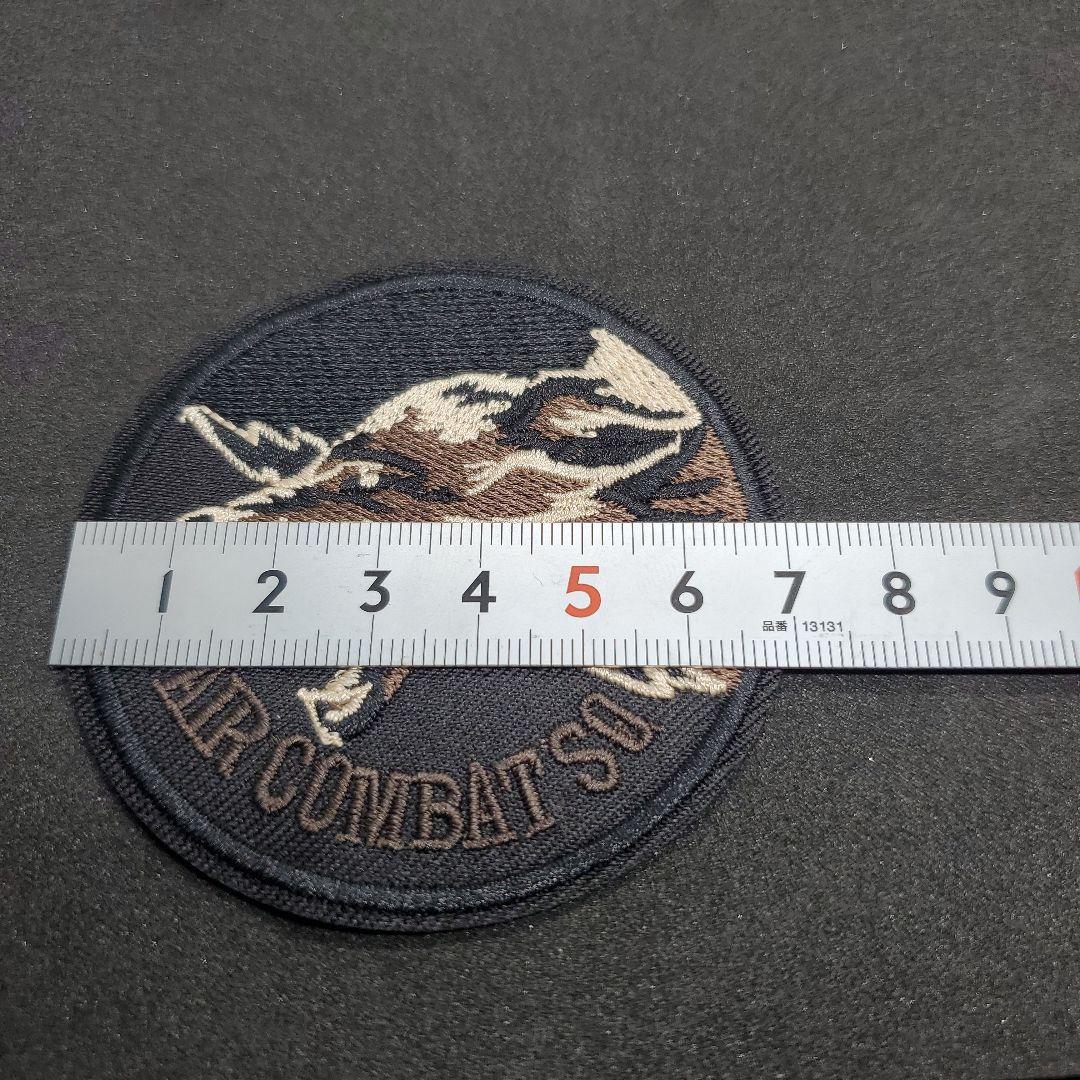 1 2 3 4 5 6 7 8 9
品番 13131
AIR COMBAT SQ